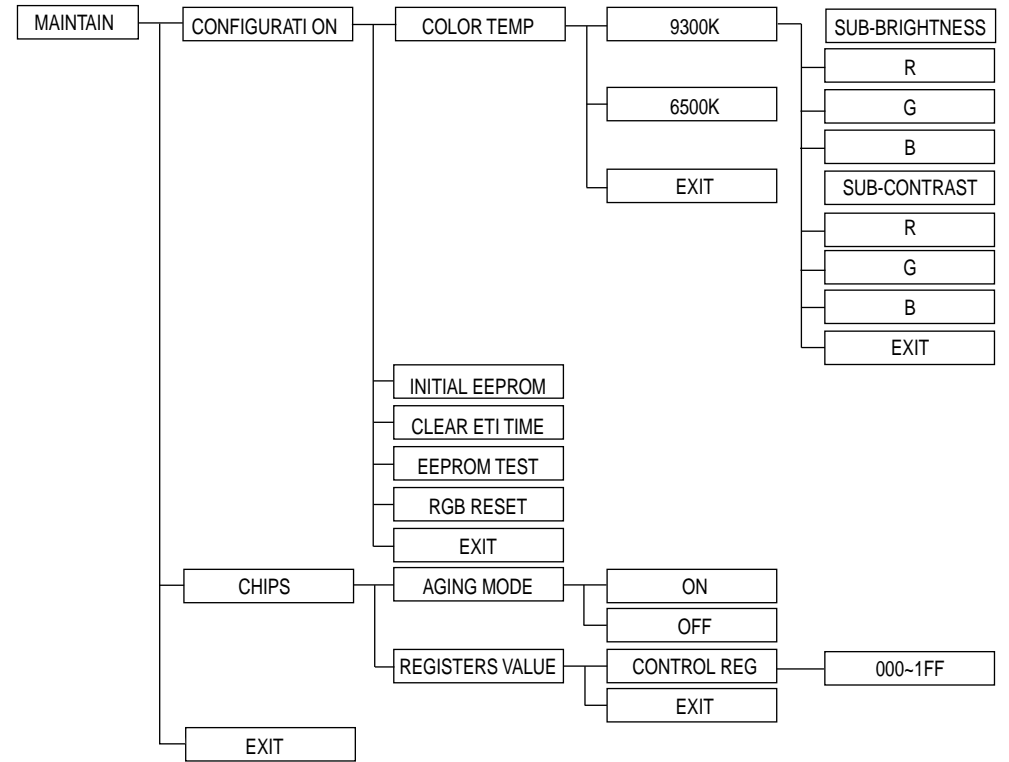 MAINTAIN
CONFIGURATI ON
COLOR TEMP
9300K
SUB-BRIGHTNESS
R
G
B
SUB-CONTRAST
R
G
B
EXIT
6500K
EXIT
INITIAL EEPROM
CLEAR ETI TIME
EEPROM TEST
RGB RESET
EXIT
CHIPS
AGING MODE
ON
OFF
REGISTERS VALUE
CONTROL REG
000~1FF
EXIT
EXIT